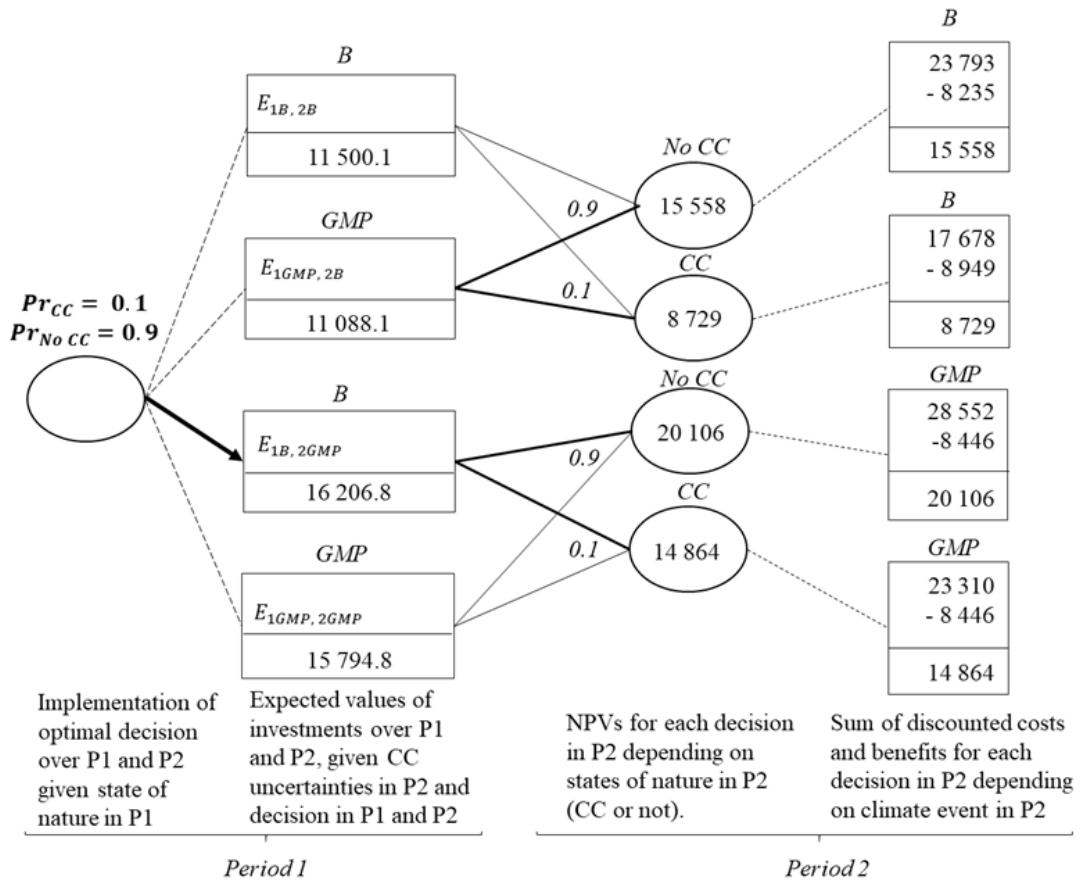 B
23 793
- 8 235
15 558
B
E1B, 2B
11 500.1
No CC
15 558
0.9
GMP
E1GMP, 2B
11 088.1
CC
0.1
8 729
B
17 678
- 8 949
8 729
PrCC = 0.1
PrNo CC = 0.9
B
E1B, 2GMP
16 206.8
No CC
20 106
0.9
GMP
28 552
-8 446
20 106
CC
0.1
14 864
GMP
E1GMP, 2GMP
15 794.8
GMP
23 310
- 8 446
14 864
Implementation of
optimal decision
over P1 and P2
given state of
nature in P1
Expected values of
investments over P1
and P2, given CC
uncertainties in P2 and
decision in P1 and P2
NPVs for each decision
in P2 depending on
states of nature in P2
(CC or not).
Sum of discounted costs
and benefits for each
decision in P2 depending
on climate event in P2
Period 1
Period 2